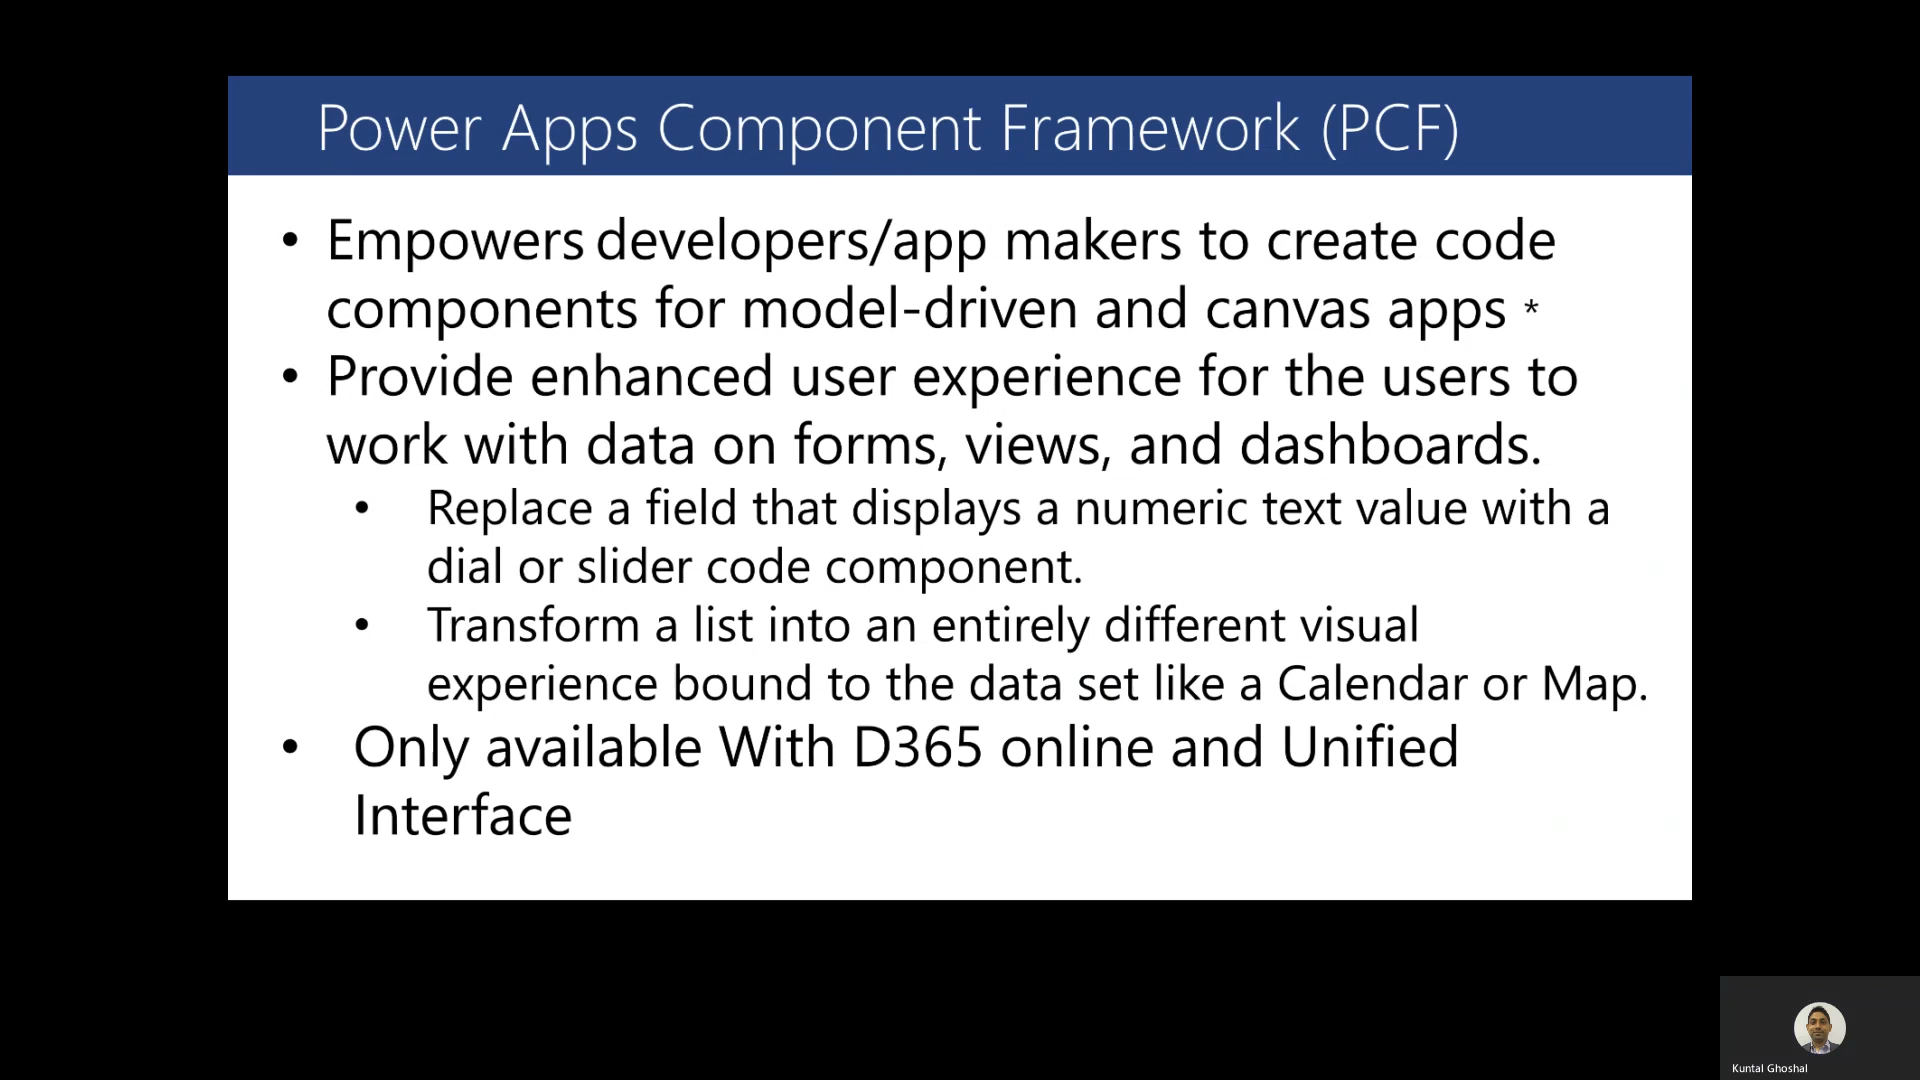 Power Apps Component Framework (PCF)
• Empowers developers/app makers to create code
components for model-driven and canvas apps *
• Provide enhanced user experience for the users to
work with data on forms, views, and dashboards.
• Replace a field that displays a numeric text value with a
dial or slider code component.
• Transform a list into an entirely different visual
experience bound to the data set like a Calendar or Map.
• Only available With D365 online and Unified
Interface
Kuntal Ghoshal